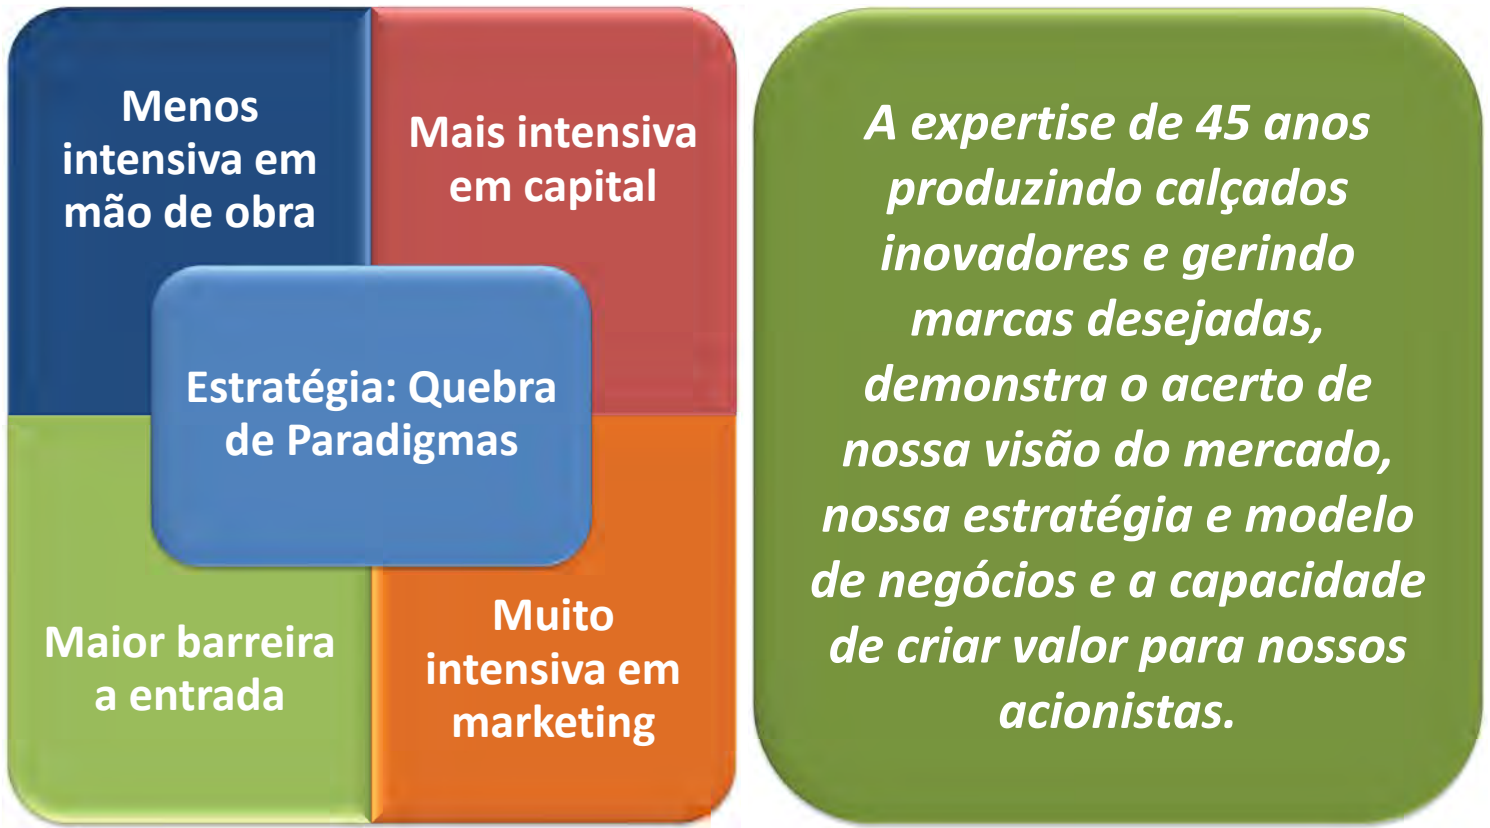 Menos
intensiva em
mão de obra
Mais intensiva
em capital
Estratégia: Quebra
de Paradigmas
Maior barreira
a entrada
Muito
intensiva em
marketing
A expertise de 45 anos
produzindo calçados
inovadores e gerindo
marcas desejadas,
demonstra o acerto de
nossa visão do mercado,
nossa estratégia e modelo
de negócios e a capacidade
de criar valor para nossos
acionistas.